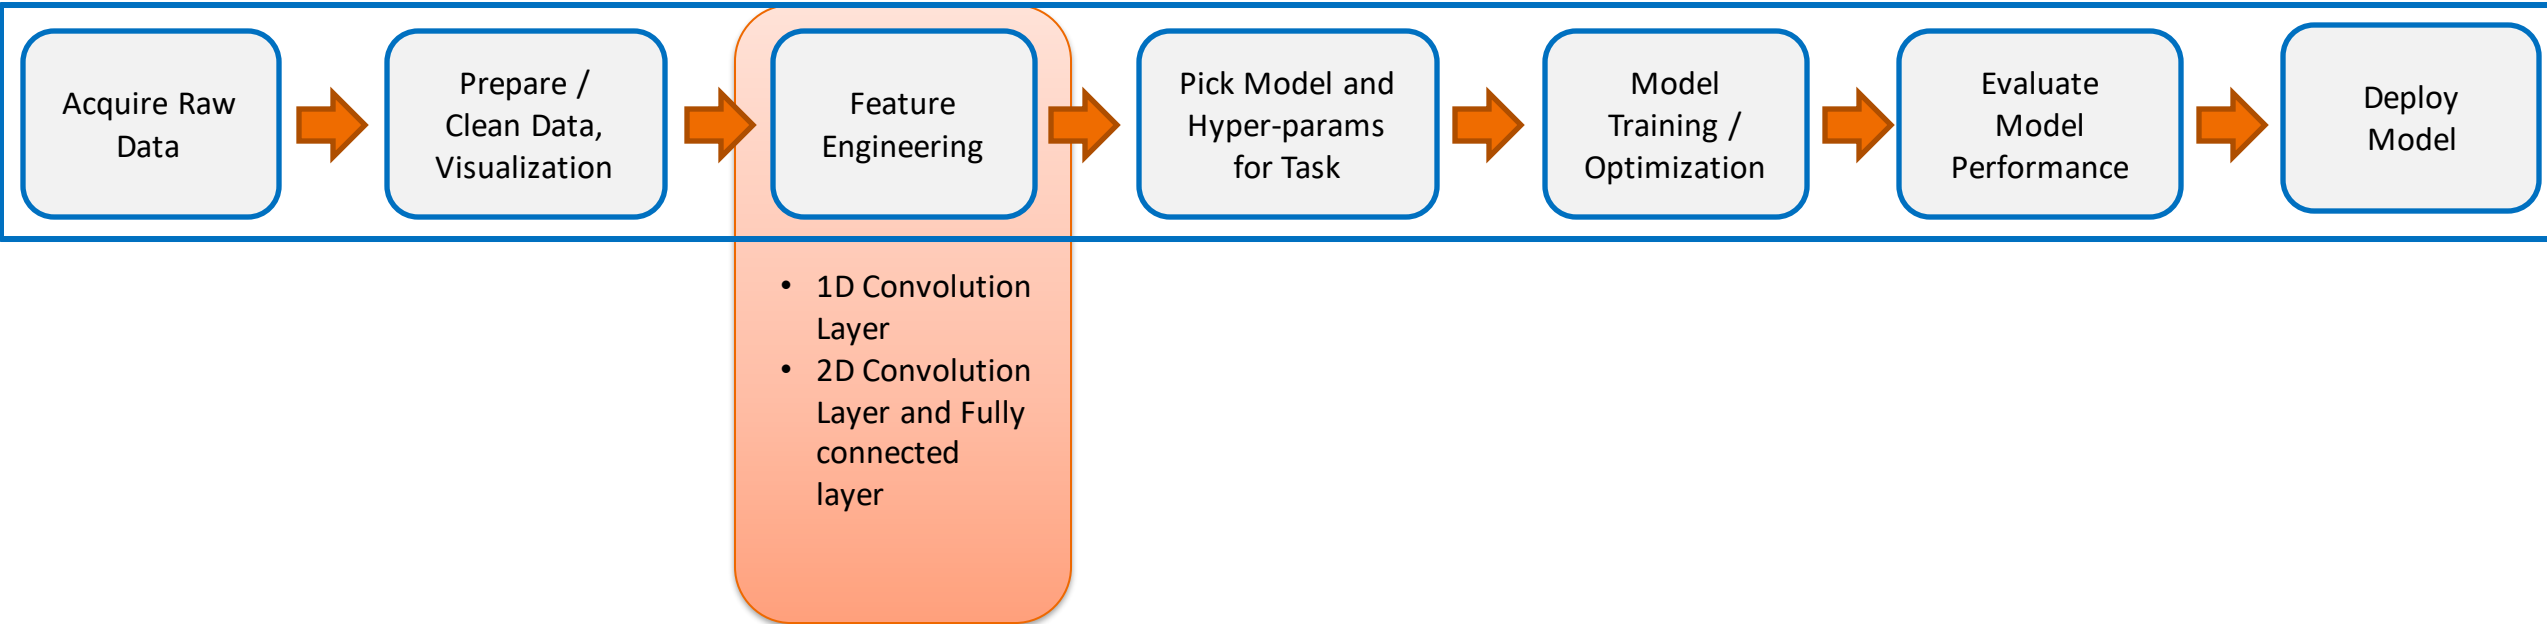 Acquire Raw
Data
Prepare /
Clean Data,
Visualization
Feature
Engineering
Pick Model and
Hyper-params
for Task
Model
Training /
Optimization
Evaluate
Model
Performance
Deploy
Model
• 1D Convolution
Layer
• 2D Convolution
Layer and Fully
connected
layer